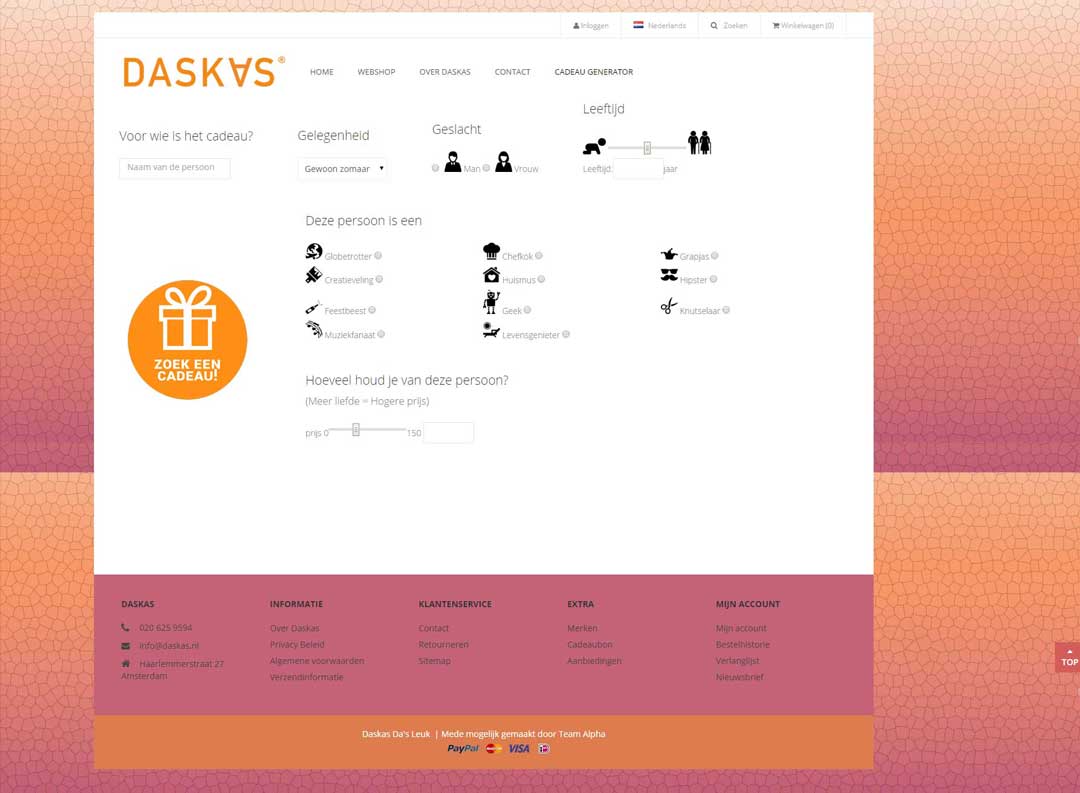 Inloggen Nederlands Zoeken Winkelwagen (0)
DASKAS®
HOME WEBSHOP OVER DASKAS CONTACT CADEAU GENERATOR
Voor wie is het cadeau?
Naam van de persoon
Gelegenheid
Gewoon zomaar
Geslacht
Man Vrouw
Leeftijd
Leeftijd: jaar
Deze persoon is een
Globetrotter Chefkok Grapjas
Creatieveling Huismus Hipster
Feestbeest Geek Knutselaar
Muziekfanaat Levensgenieter
ZOEK EEN
CADEAU!
Hoeveel houd je van deze persoon?
(Meer liefde = Hogere prijs)
prijs 0 150
DASKAS
020 625 9594
info@daskas.nl
Haarlemmerstraat 27
Amsterdam
INFORMATIE
Over Daskas
Privacy Beleid
Algemene voorwaarden
Verzendinformatie
KLANTENSERVICE
Contact
Retourneren
Sitemap
EXTRA
Merken
Cadeaubon
Aanbiedingen
MIJN ACCOUNT
Mijn account
Bestelhistorie
Verlanglijst
Nieuwsbrief
TOP
Daskas Da's Leuk | Mede mogelijk gemaakt door Team Alpha
PayPal VISA